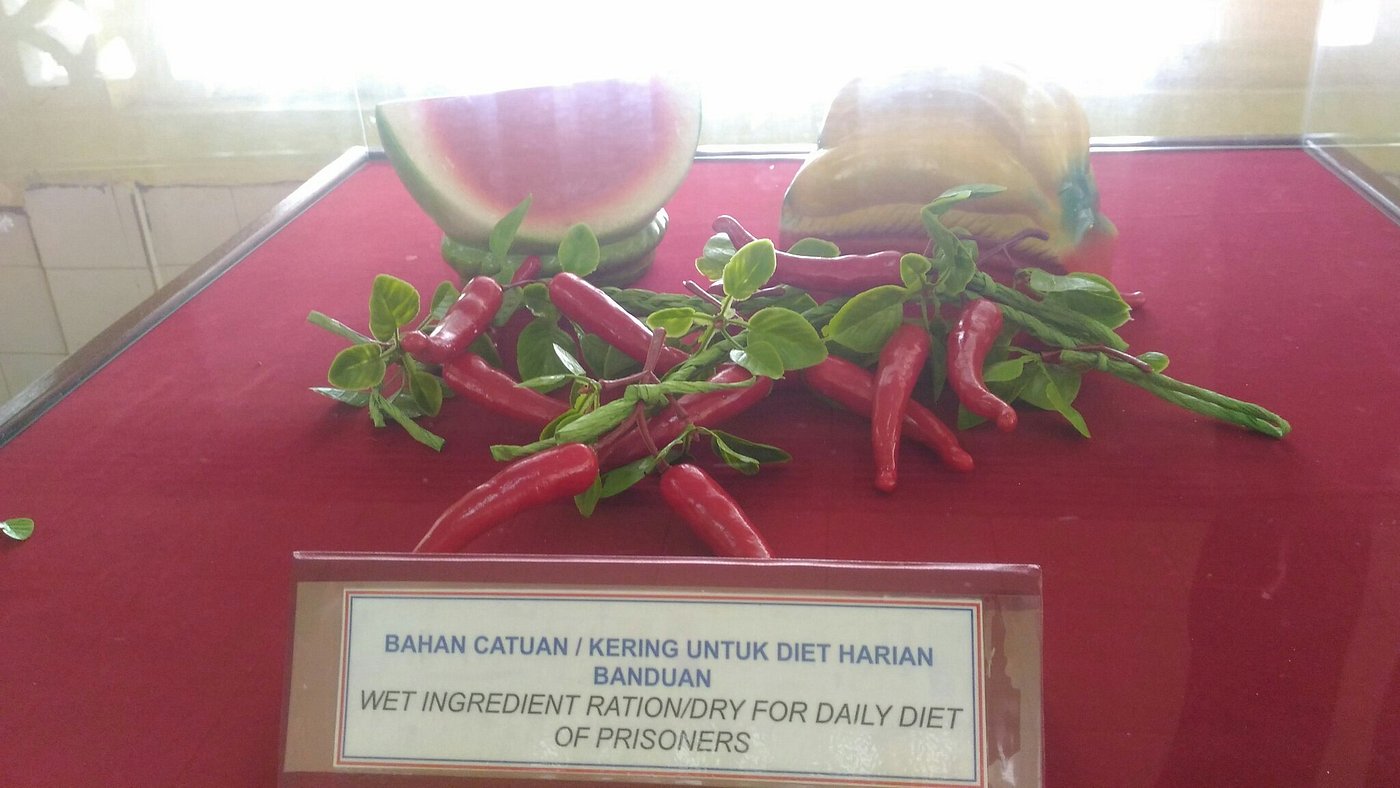 BAHAN CATUAN / KERING UNTUK DIET HARIAN
BANDUAN
WET INGREDIENT RATION/DRY FOR DAILY DIET
OF PRISONERS